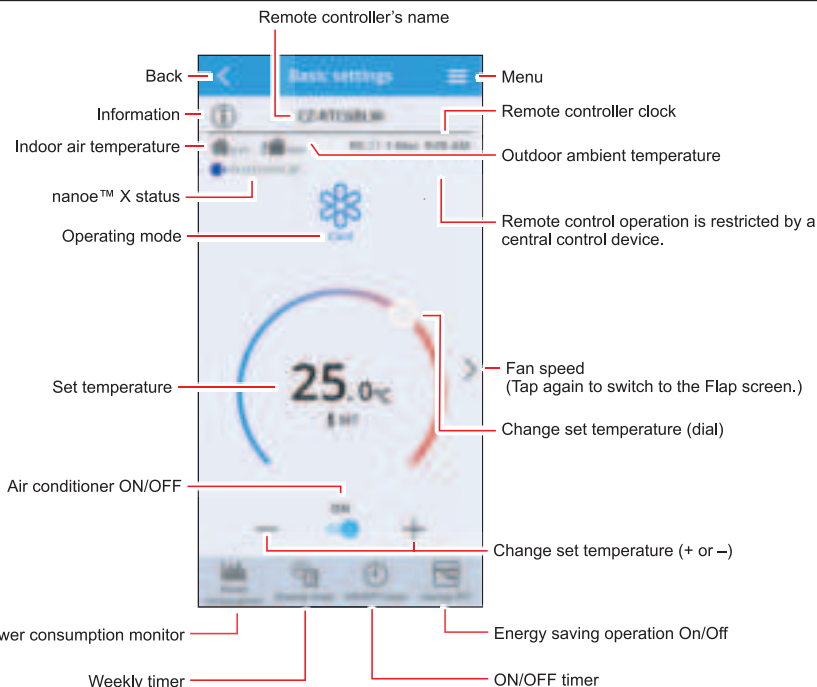 Remote controller's name
Back
Basic settings
Menu
Information
CZ-RTC6BLW
Remote controller clock
Indoor air temperature
Outdoor ambient temperature
nanoe™ X status
Operating mode
Remote control operation is restricted by a
central control device.
Set temperature
25.0°C
SET
Fan speed
(Tap again to switch to the Flap screen.)
Change set temperature (dial)
Air conditioner ON/OFF
ON
Change set temperature (+ or –)
wer consumption monitor
Energy saving operation On/Off
Weekly timer
ON/OFF timer